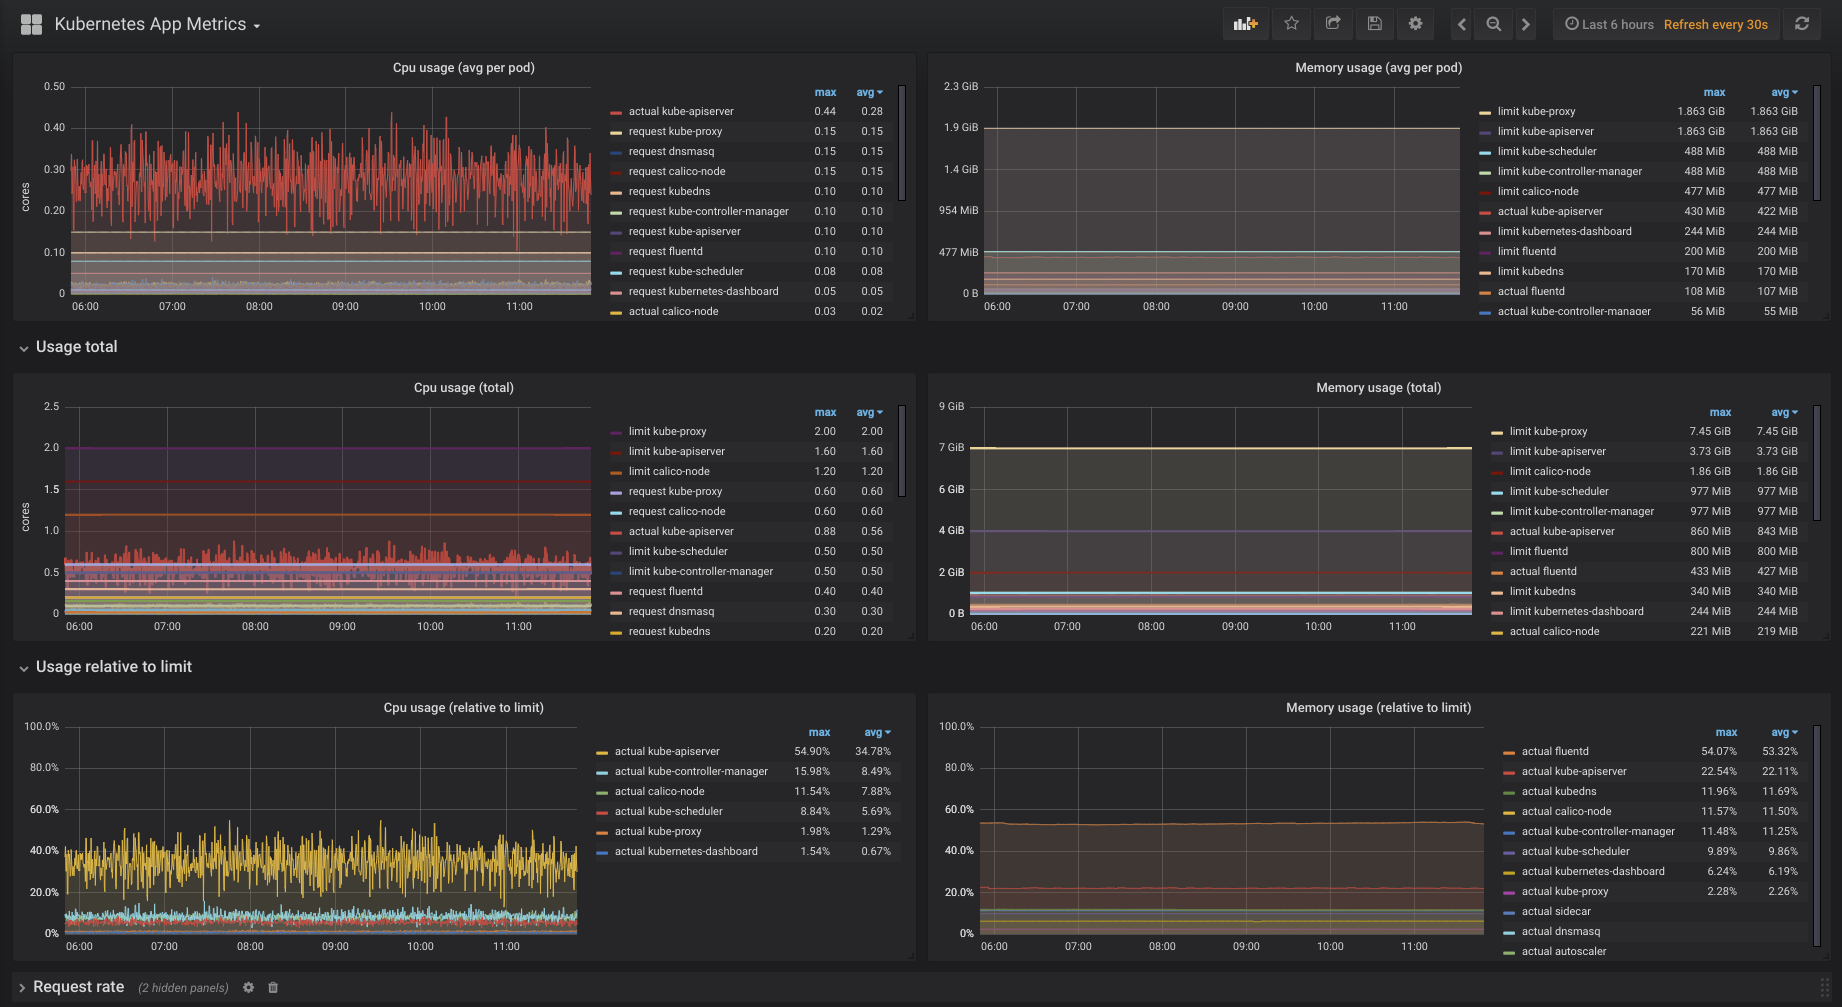 Kubernetes App Metrics
Last 6 hours Refresh every 30s
Cpu usage (avg per pod)
0.50
0.40
0.30
0.20
0.10
0
cores
06:00 07:00 08:00 09:00 10:00 11:00
max avg
actual kube-apiserver 0.44 0.28
request kube-proxy 0.15 0.15
request dnsmasq 0.15 0.15
request calico-node 0.15 0.15
request kubedns 0.10 0.10
request kube-controller-manager 0.10 0.10
request kube-apiserver 0.10 0.10
request fluentd 0.10 0.10
request kube-scheduler 0.08 0.08
request kubernetes-dashboard 0.05 0.05
actual calico-node 0.03 0.02
Memory usage (avg per pod)
2.3 GiB
1.9 GiB
1.4 GiB
954 MiB
477 MiB
0 B
06:00 07:00 08:00 09:00 10:00 11:00
max avg
limit kube-proxy 1.863 GiB 1.863 GiB
limit kube-apiserver 1.863 GiB 1.863 GiB
limit kube-scheduler 488 MiB 488 MiB
limit kube-controller-manager 488 MiB 488 MiB
limit calico-node 477 MiB 477 MiB
actual kube-apiserver 430 MiB 422 MiB
limit kubernetes-dashboard 244 MiB 244 MiB
limit fluentd 200 MiB 200 MiB
limit kubedns 170 MiB 170 MiB
actual fluentd 108 MiB 107 MiB
actual kube-controller-manager 56 MiB 55 MiB
Usage total
Cpu usage (total)
2.5
2.0
1.5
1.0
0.5
0
cores
06:00 07:00 08:00 09:00 10:00 11:00
max avg
limit kube-proxy 2.00 2.00
limit kube-apiserver 1.60 1.60
limit calico-node 1.20 1.20
request kube-proxy 0.60 0.60
request calico-node 0.60 0.60
actual kube-apiserver 0.88 0.56
limit kube-scheduler 0.50 0.50
limit kube-controller-manager 0.50 0.50
request fluentd 0.40 0.40
request dnsmasq 0.30 0.30
request kubedns 0.20 0.20
Memory usage (total)
9 GiB
7 GiB
6 GiB
4 GiB
2 GiB
0 B
06:00 07:00 08:00 09:00 10:00 11:00
max avg
limit kube-proxy 7.45 GiB 7.45 GiB
limit kube-apiserver 3.73 GiB 3.73 GiB
limit calico-node 1.86 GiB 1.86 GiB
limit kube-scheduler 977 MiB 977 MiB
limit kube-controller-manager 977 MiB 977 MiB
actual kube-apiserver 860 MiB 843 MiB
limit fluentd 800 MiB 800 MiB
actual fluentd 433 MiB 427 MiB
limit kubedns 340 MiB 340 MiB
limit kubernetes-dashboard 244 MiB 244 MiB
actual calico-node 221 MiB 219 MiB
Usage relative to limit
Cpu usage (relative to limit)
100.0%
80.0%
60.0%
40.0%
20.0%
0%
06:00 07:00 08:00 09:00 10:00 11:00
max avg
actual kube-apiserver 54.90% 34.78%
actual kube-controller-manager 15.98% 8.49%
actual calico-node 11.54% 7.88%
actual kube-scheduler 8.84% 5.69%
actual kube-proxy 1.98% 1.29%
actual kubernetes-dashboard 1.54% 0.67%
Memory usage (relative to limit)
100.0%
80.0%
60.0%
40.0%
20.0%
0%
06:00 07:00 08:00 09:00 10:00 11:00
max avg
actual fluentd 54.07% 53.32%
actual kube-apiserver 22.54% 22.11%
actual kubedns 11.96% 11.69%
actual calico-node 11.57% 11.50%
actual kube-controller-manager 11.48% 11.25%
actual kube-scheduler 9.89% 9.86%
actual kubernetes-dashboard 6.24% 6.19%
actual kube-proxy 2.28% 2.26%
actual sidecar
actual dnsmasq
actual autoscaler
Request rate (2 hidden panels)